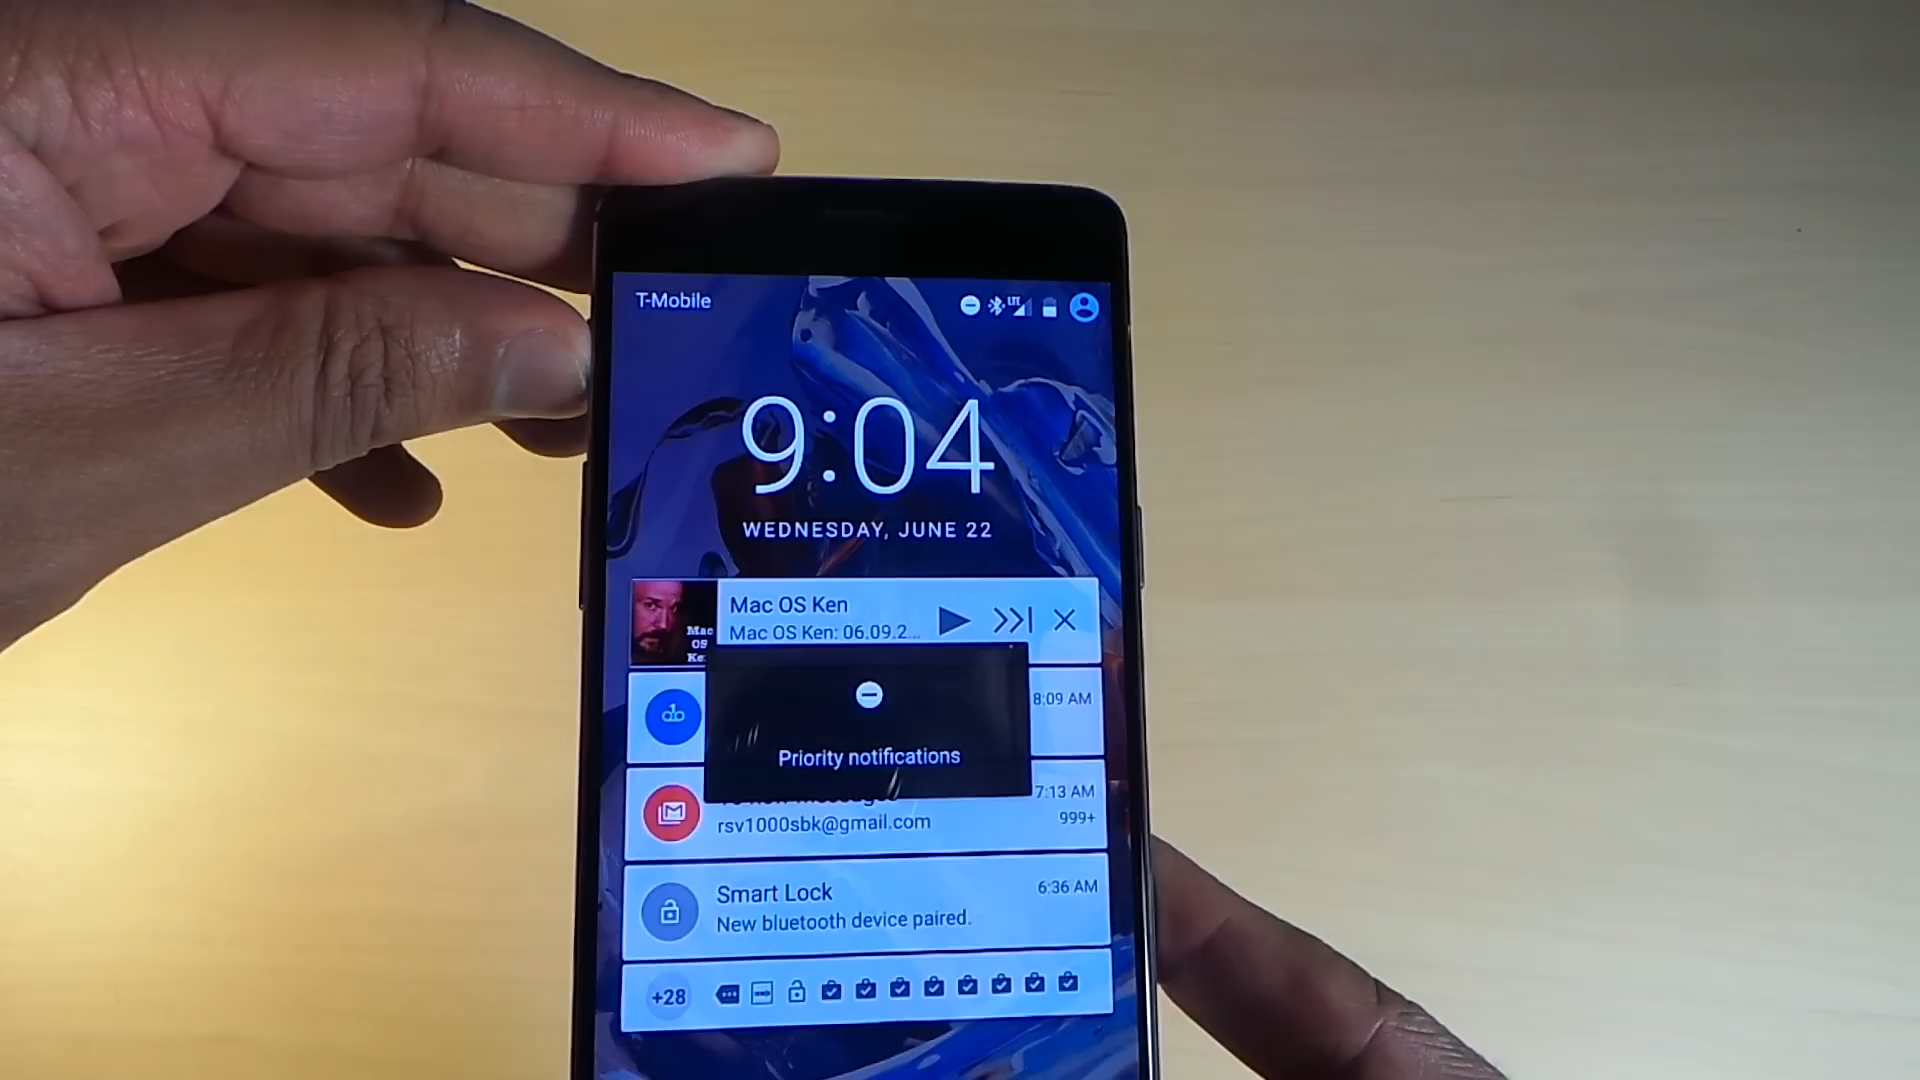 T-Mobile
LTE
9:04
WEDNESDAY, JUNE 22
Mac OS Ken
Mac OS Ken: 06.09.2...
Mac
OS
8:09 AM
Priority notifications
7:13 AM
rsv1000sbk@gmail.com
999+
Smart Lock
6:36 AM
New bluetooth device paired.
+28